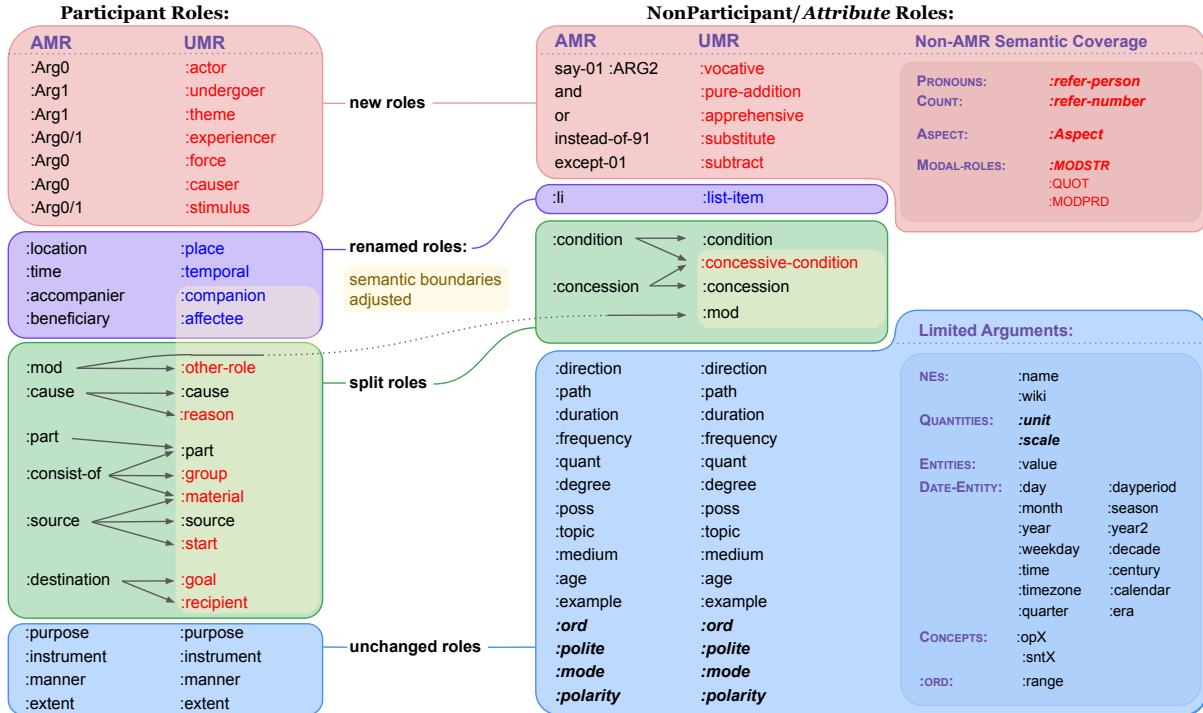 Participant Roles:
AMR UMR
:Arg0 :actor
:Arg1 :undergoer
:Arg1 :theme
:Arg0/1 :experiencer
:Arg0 :force
:Arg0 :causer
:Arg0/1 :stimulus
:location :place
:time :temporal
:accompanier :companion
:beneficiary :affectee
:mod :other-role
:cause :cause
:reason
:part
:part
:consist-of :group
:material
:source :source
:start
:destination :goal
:recipient
:purpose :purpose
:instrument :instrument
:manner :manner
:extent :extent
new roles
renamed roles:
semantic boundaries
adjusted
split roles
unchanged roles
NonParticipant/Attribute Roles:
AMR UMR
say-01 :ARG2 :vocative
and :pure-addition
or :apprehensive
instead-of-91 :substitute
except-01 :subtract
:li :list-item
:condition :condition
:concessive-condition
:concession :concession
:mod
:direction :direction
:path :path
:duration :duration
:frequency :frequency
:quant :quant
:degree :degree
:poss :poss
:topic :topic
:medium :medium
:age :age
:example :example
:ord :ord
:polite :polite
:mode :mode
:polarity :polarity
Non-AMR Semantic Coverage
PRONOUNS: :refer-person
COUNT: :refer-number
ASPECT: :Aspect
MODAL-ROLES: :MODSTR
:QUOT
:MODPRD
Limited Arguments:
NES: :name
:wiki
QUANTITIES: :unit
:scale
ENTITIES: :value
DATE-ENTITY: :day :dayperiod
:month :season
:year :year2
:weekday :decade
:time :century
:timezone :calendar
:quarter :era
CONCEPTS: :opX
:sntX
:ORD: :range